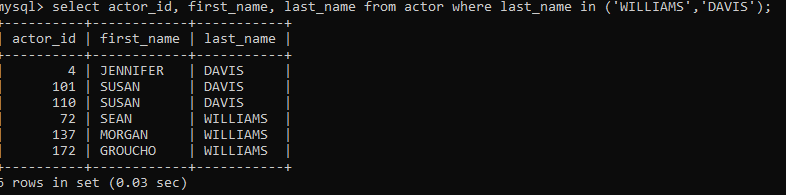 mysql> select actor_id, first_name, last_name from actor where last_name in ('WILLIAMS','DAVIS');
+----------+------------+-----------+
| actor_id | first_name | last_name |
+----------+------------+-----------+
| 4 | JENNIFER | DAVIS |
| 101 | SUSAN | DAVIS |
| 110 | SUSAN | DAVIS |
| 72 | SEAN | WILLIAMS |
| 137 | MORGAN | WILLIAMS |
| 172 | GROUCHO | WILLIAMS |
+----------+------------+-----------+
6 rows in set (0.03 sec)